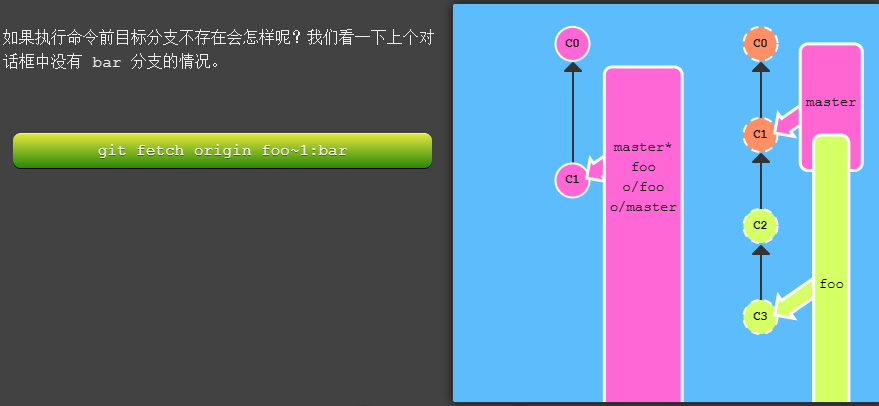 如果执行命令前目标分支不存在会怎样呢？我们看一下上个对
话框中没有 bar 分支的情况。
git fetch origin foo~1:bar
C0
C1
master*
foo
o/foo
o/master
C0
C1
C2
C3
master
foo